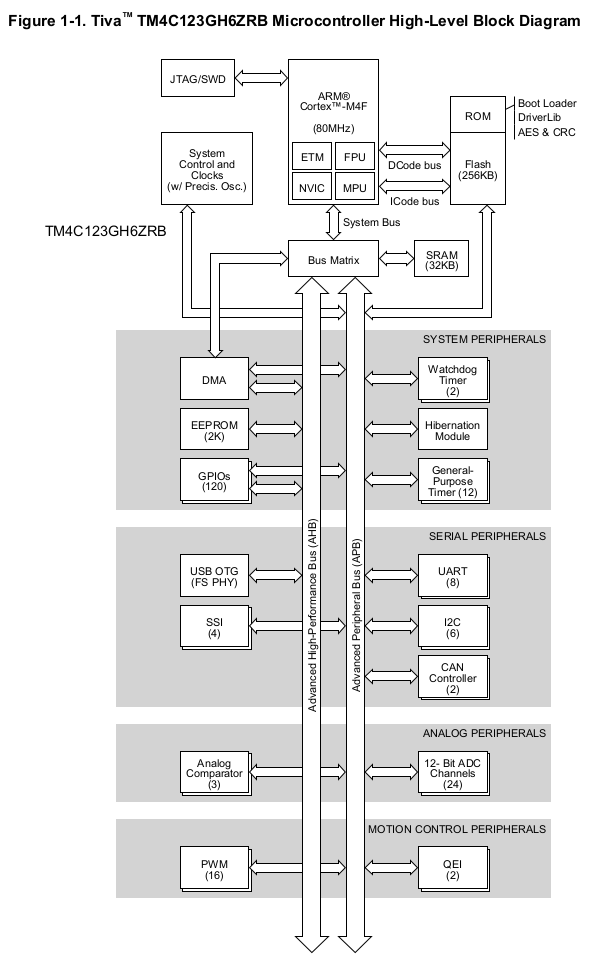 Figure 1-1. Tiva™ TM4C123GH6ZRB Microcontroller High-Level Block Diagram
JTAG/SWD
ARM®
Cortex™-M4F
(80MHz)
ETM
FPU
NVIC
MPU
ROM
Boot Loader
DriverLib
AES & CRC
Flash
(256KB)
DCode bus
ICode bus
System
Control and
Clocks
(w/ Precis. Osc.)
System Bus
TM4C123GH6ZRB
Bus Matrix
SRAM
(32KB)
SYSTEM PERIPHERALS
DMA
Watchdog
Timer
(2)
EEPROM
(2K)
Hibernation
Module
GPIOs
(120)
General-
Purpose
Timer (12)
Advanced High-Performance Bus (AHB)
Advanced Peripheral Bus (APB)
SERIAL PERIPHERALS
USB OTG
(FS PHY)
UART
(8)
SSI
(4)
I2C
(6)
CAN
Controller
(2)
ANALOG PERIPHERALS
Analog
Comparator
(3)
12- Bit ADC
Channels
(24)
MOTION CONTROL PERIPHERALS
PWM
(16)
QEI
(2)